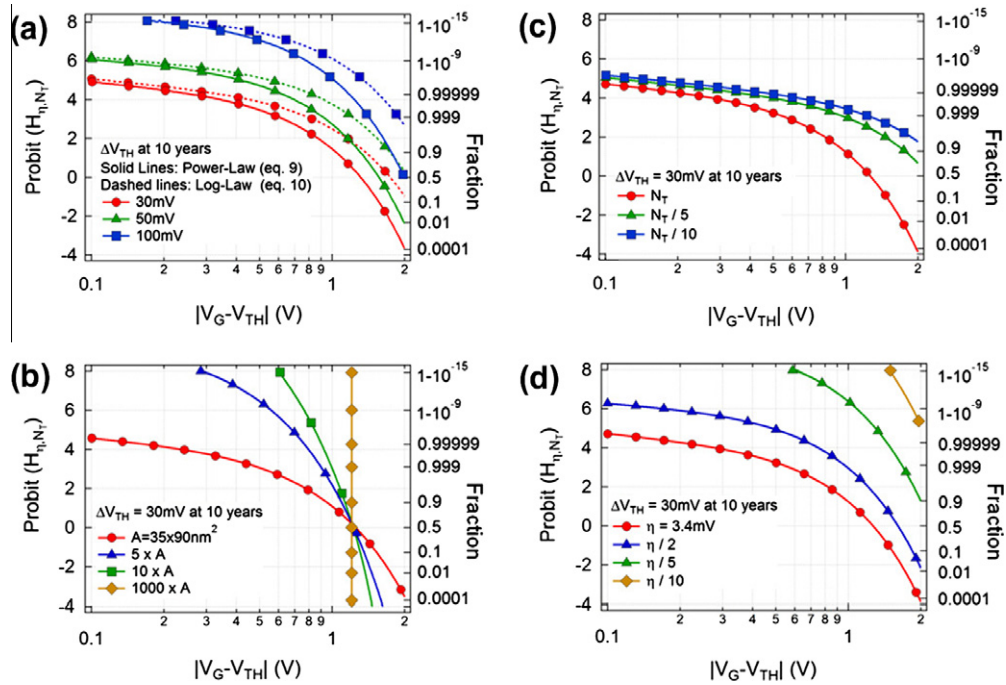 (a)
8
6
4
2
0
-2
-4
Probit (Hη,NT)
1-10-15
1-10-9
0.99999
0.999
0.9
0.5
0.1
0.01
0.0001
Fraction
ΔVTH at 10 years
Solid Lines: Power-Law (eq. 9)
Dashed lines: Log-Law (eq. 10)
30mV
50mV
100mV
0.1 2 3 4 5 6 7 8 9 1 2
|VG-VTH| (V)
(c)
8
6
4
2
0
-2
-4
Probit (Hη,NT)
1-10-15
1-10-9
0.99999
0.999
0.9
0.5
0.1
0.01
0.0001
Fraction
ΔVTH = 30mV at 10 years
NT
NT / 5
NT / 10
0.1 2 3 4 5 6 7 8 9 1 2
|VG-VTH| (V)
(b)
8
6
4
2
0
-2
-4
Probit (Hη,NT)
1-10-15
1-10-9
0.99999
0.999
0.9
0.5
0.1
0.01
0.0001
Fraction
ΔVTH = 30mV at 10 years
A=35x90nm2
5 x A
10 x A
1000 x A
0.1 2 3 4 5 6 7 8 9 1 2
|VG-VTH| (V)
(d)
8
6
4
2
0
-2
-4
Probit (Hη,NT)
1-10-15
1-10-9
0.99999
0.999
0.9
0.5
0.1
0.01
0.0001
Fraction
ΔVTH = 30mV at 10 years
η = 3.4mV
η / 2
η / 5
η / 10
0.1 2 3 4 5 6 7 8 9 1 2
|VG-VTH| (V)